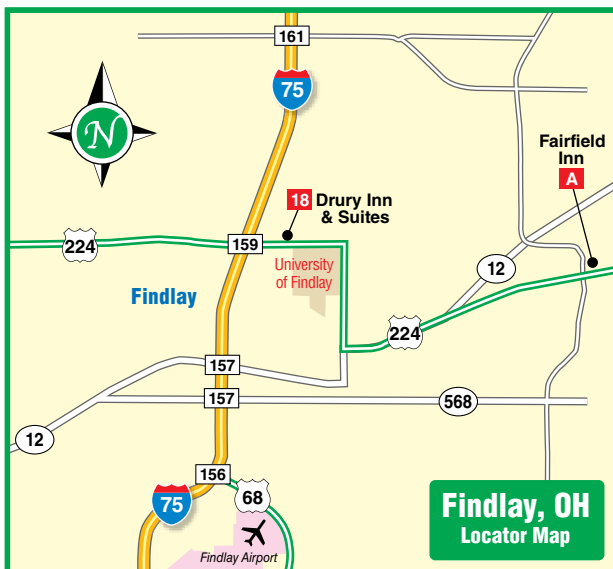 161
75
N
Fairfield
Inn
A
18 Drury Inn
& Suites
224
159
University
of Findlay
12
Findlay
224
157
157
568
12
156
68
75
Findlay Airport
Findlay, OH
Locator Map